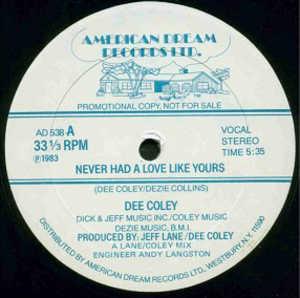 AMERICAN DREAM
RECORDS LTD.
PROMOTIONAL COPY, NOT FOR SALE
AD 538-A
33 1/3 RPM
℗1983
VOCAL
STEREO
TIME 5:35
NEVER HAD A LOVE LIKE YOURS
(DEE COLEY/DEZIE COLLINS)
DEE COLEY
DICK & JEFF MUSIC INC./COLEY MUSIC
DEZIE MUSIC, B.M.I.
PRODUCED BY: JEFF LANE/DEE COLEY
A LANE/COLEY MIX
ENGINEER ANDY LANGSTON
DISTRIBUTED BY AMERICAN DREAM RECORDS LTD., WESTBURY, N.Y. 11590